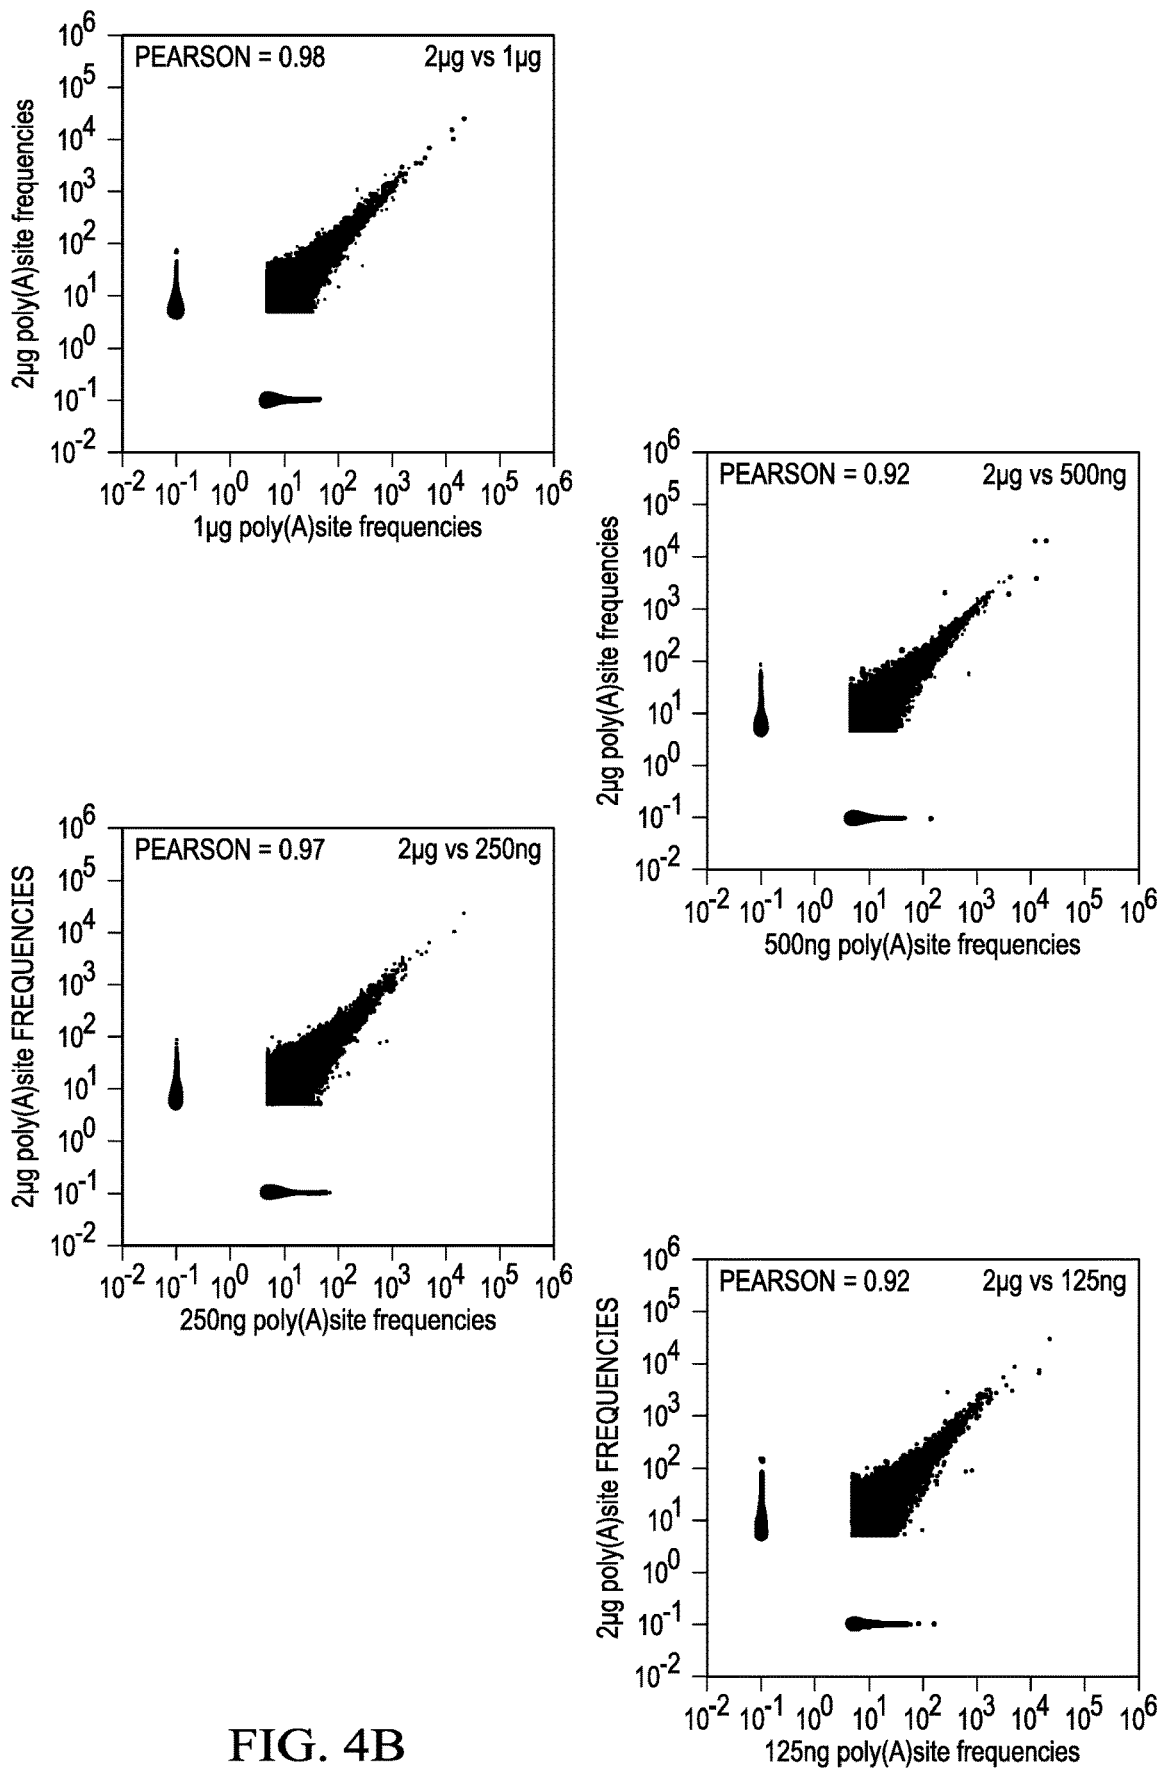 PEARSON = 0.98 2µg vs 1µg
2µg poly(A)site frequencies
10^6
10^5
10^4
10^3
10^2
10^1
10^0
10^-1
10^-2
10^-2 10^-1 10^0 10^1 10^2 10^3 10^4 10^5 10^6
1µg poly(A)site frequencies
PEARSON = 0.92 2µg vs 500ng
2µg poly(A)site frequencies
10^6
10^5
10^4
10^3
10^2
10^1
10^0
10^-1
10^-2
10^-2 10^-1 10^0 10^1 10^2 10^3 10^4 10^5 10^6
500ng poly(A)site frequencies
PEARSON = 0.97 2µg vs 250ng
2µg poly(A)site FREQUENCIES
10^6
10^5
10^4
10^3
10^2
10^1
10^0
10^-1
10^-2
10^-2 10^-1 10^0 10^1 10^2 10^3 10^4 10^5 10^6
250ng poly(A)site frequencies
PEARSON = 0.92 2µg vs 125ng
2µg poly(A)site FREQUENCIES
10^6
10^5
10^4
10^3
10^2
10^1
10^0
10^-1
10^-2
10^-2 10^-1 10^0 10^1 10^2 10^3 10^4 10^5 10^6
125ng poly(A)site frequencies
FIG. 4B